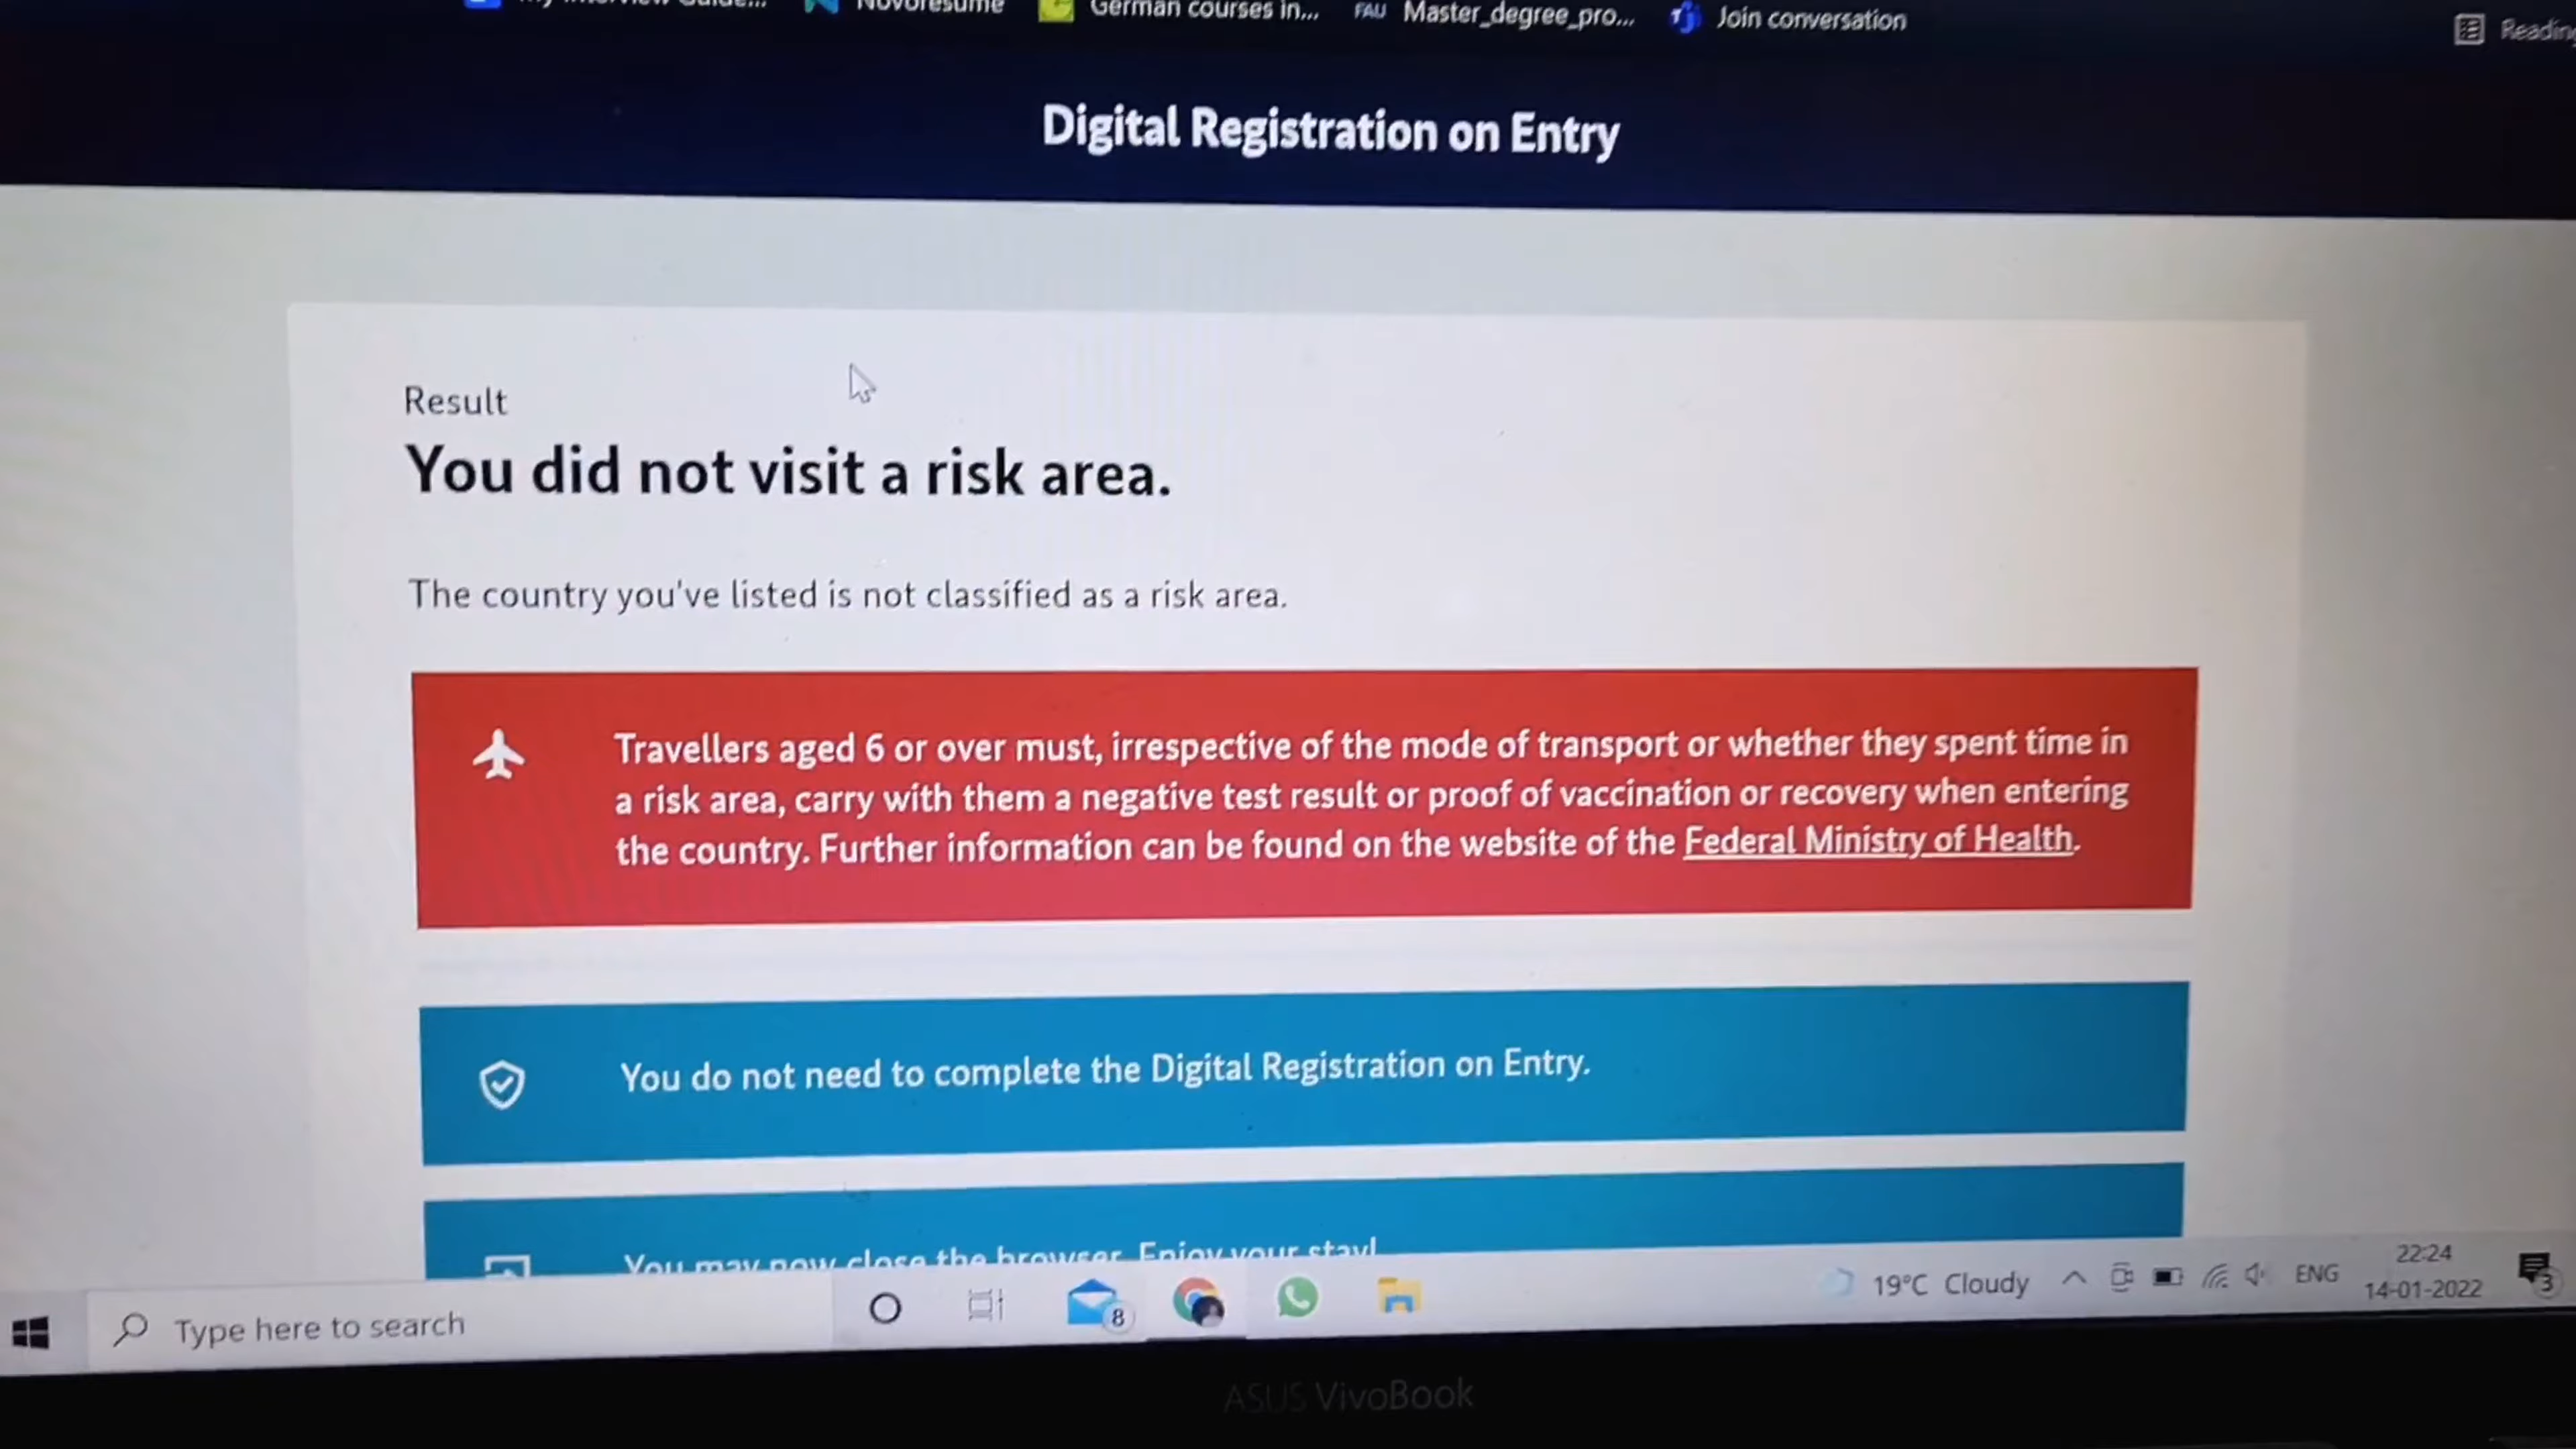 Novoresume
German courses in...
FAU Master_degree_pro...
Join conversation
Digital Registration on Entry
Result
You did not visit a risk area.
The country you've listed is not classified as a risk area.
Travellers aged 6 or over must, irrespective of the mode of transport or whether they spent time in
a risk area, carry with them a negative test result or proof of vaccination or recovery when entering
the country. Further information can be found on the website of the Federal Ministry of Health.
You do not need to complete the Digital Registration on Entry.
You may now close the browser. Enjoy your stay!
Type here to search
8
19°C Cloudy
ENG
22:24
14-01-2022
3
ASUS VivoBook